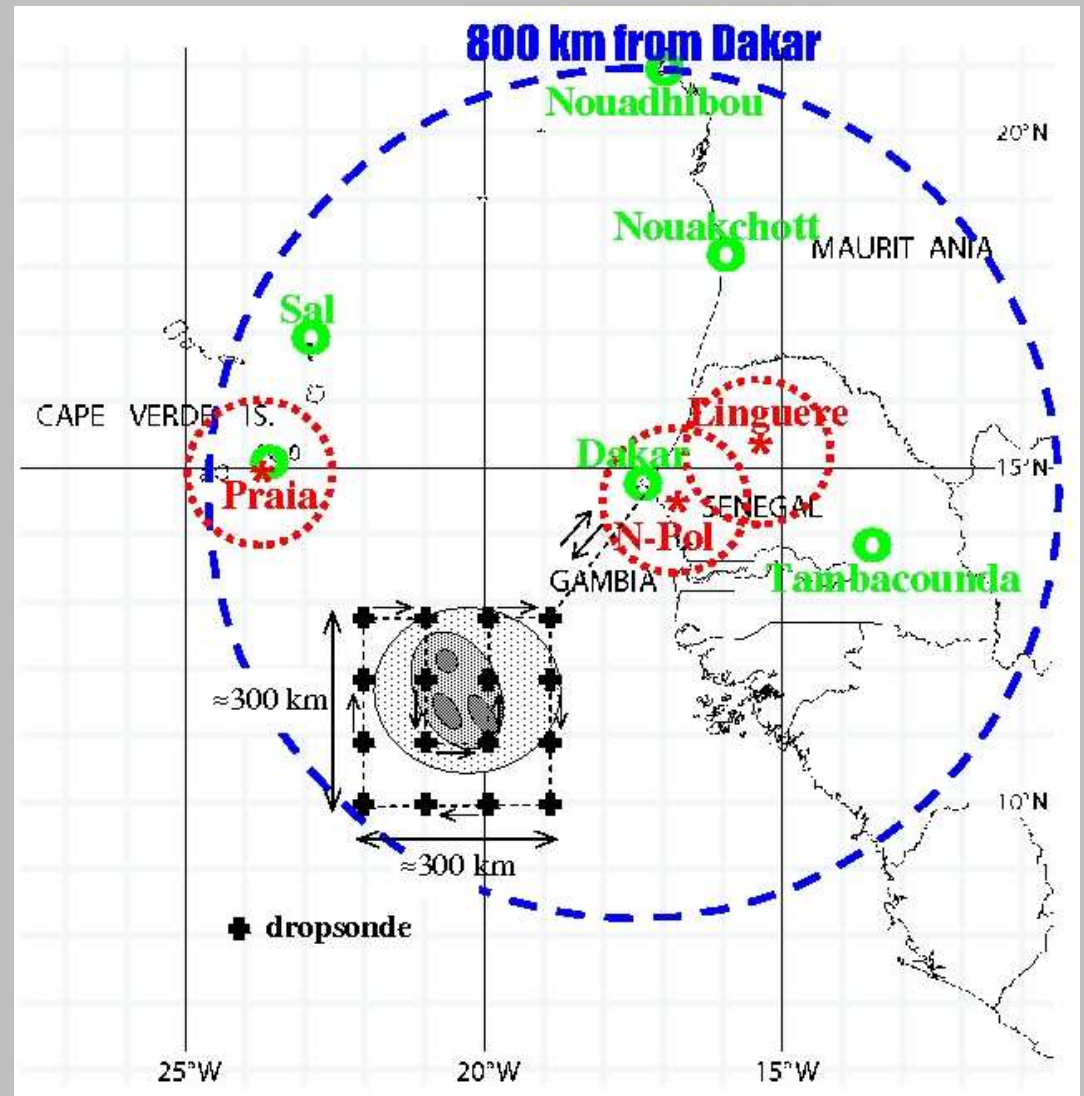 800 km from Dakar
Nouadhibou
20°N
Nouakchott
MAURIT ANIA
Sal
CAPE VERDE IS.
Linguere
Dakar
15°N
Praia
SENEGAL
N-Pol
GAMBIA
Tambacounda
≈300 km
10°N
≈300 km
dropsonde
25°W 20°W 15°W